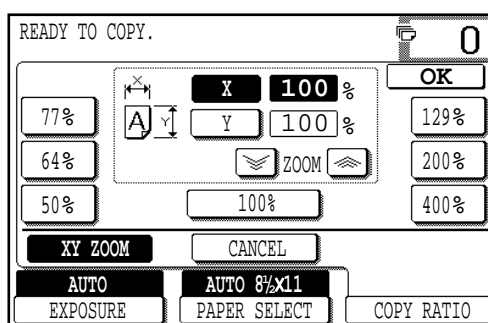 READY TO COPY.
0
OK
X
X 100 %
A Y
Y 100 %
77% 129%
64% ZOOM 200%
50% 100% 400%
XY ZOOM CANCEL
AUTO AUTO 8½x11
EXPOSURE PAPER SELECT COPY RATIO